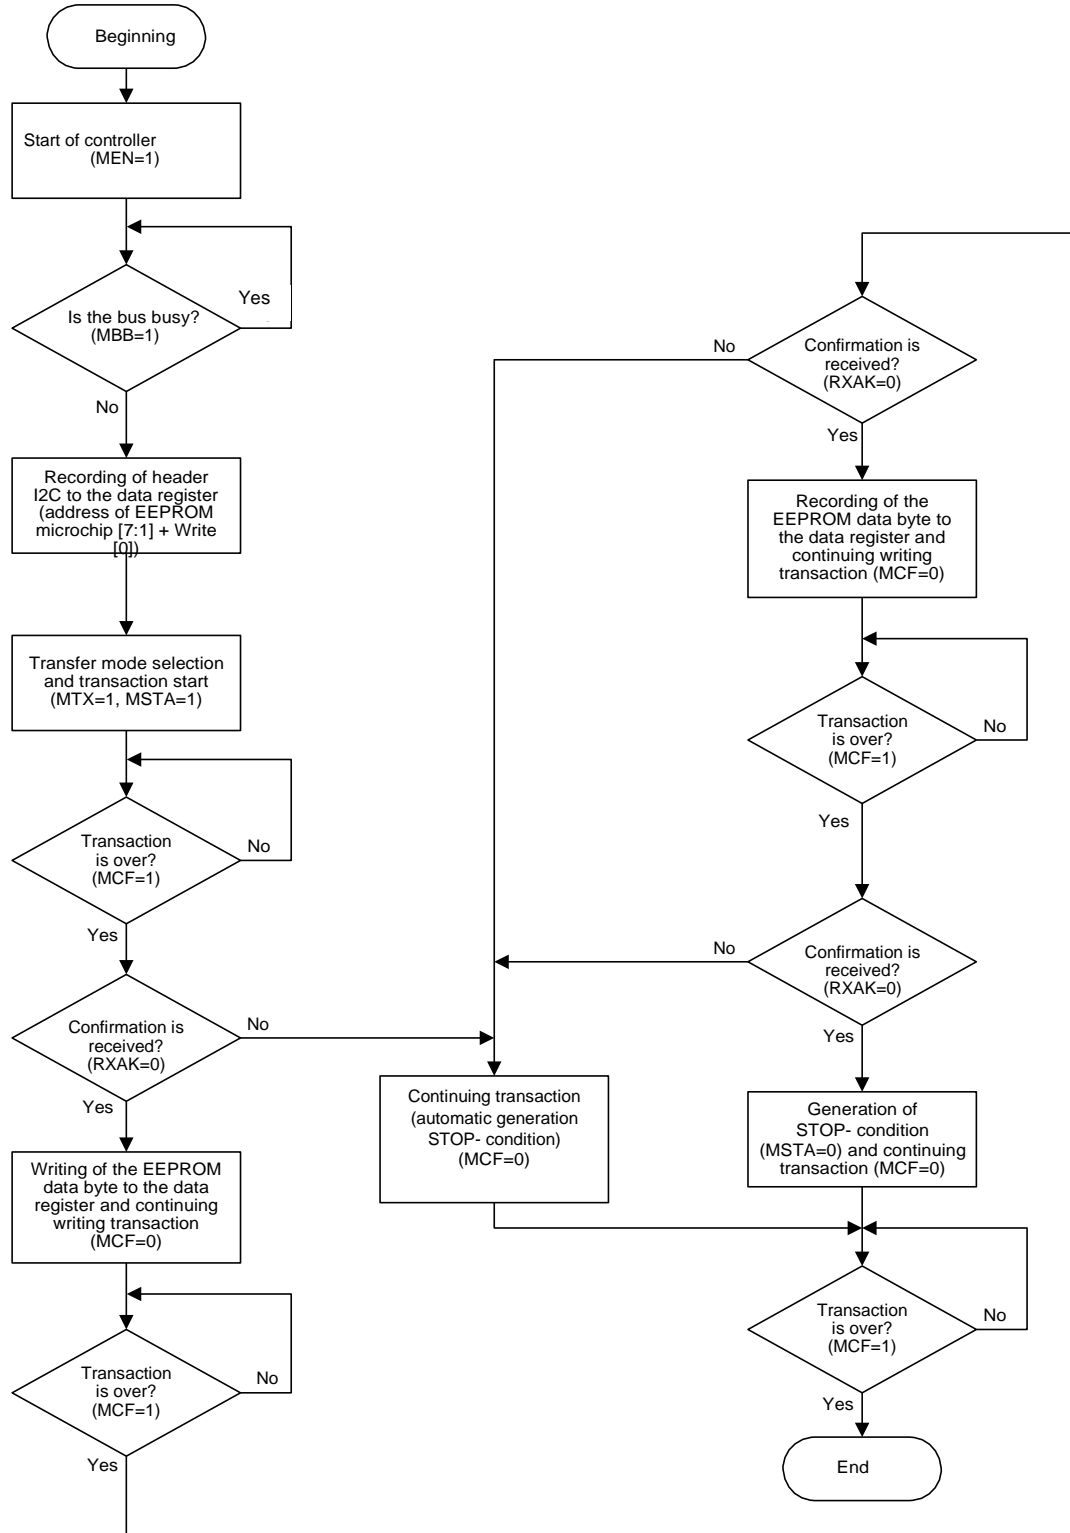 Beginning
Start of controller
(MEN=1)
Yes
Is the bus busy?
(MBB=1)
No
Recording of header
I2C to the data register
(address of EEPROM
microchip [7:1] + Write
[0])
Transfer mode selection
and transaction start
(MTX=1, MSTA=1)
Transaction
is over?
(MCF=1)
No
Yes
Confirmation is
received?
(RXAK=0)
No
Yes
Writing of the EEPROM
data byte to the data
register and continuing
writing transaction
(MCF=0)
Transaction
is over?
(MCF=1)
No
Yes
Continuing transaction
(automatic generation
STOP- condition)
(MCF=0)
No
Confirmation is
received?
(RXAK=0)
Yes
Recording of the
EEPROM data byte to
the data register and
continuing writing
transaction (MCF=0)
Transaction
is over?
(MCF=1)
No
Yes
No
Confirmation is
received?
(RXAK=0)
Yes
Generation of
STOP- condition
(MSTA=0) and continuing
transaction (MCF=0)
Transaction
is over?
(MCF=1)
No
Yes
End